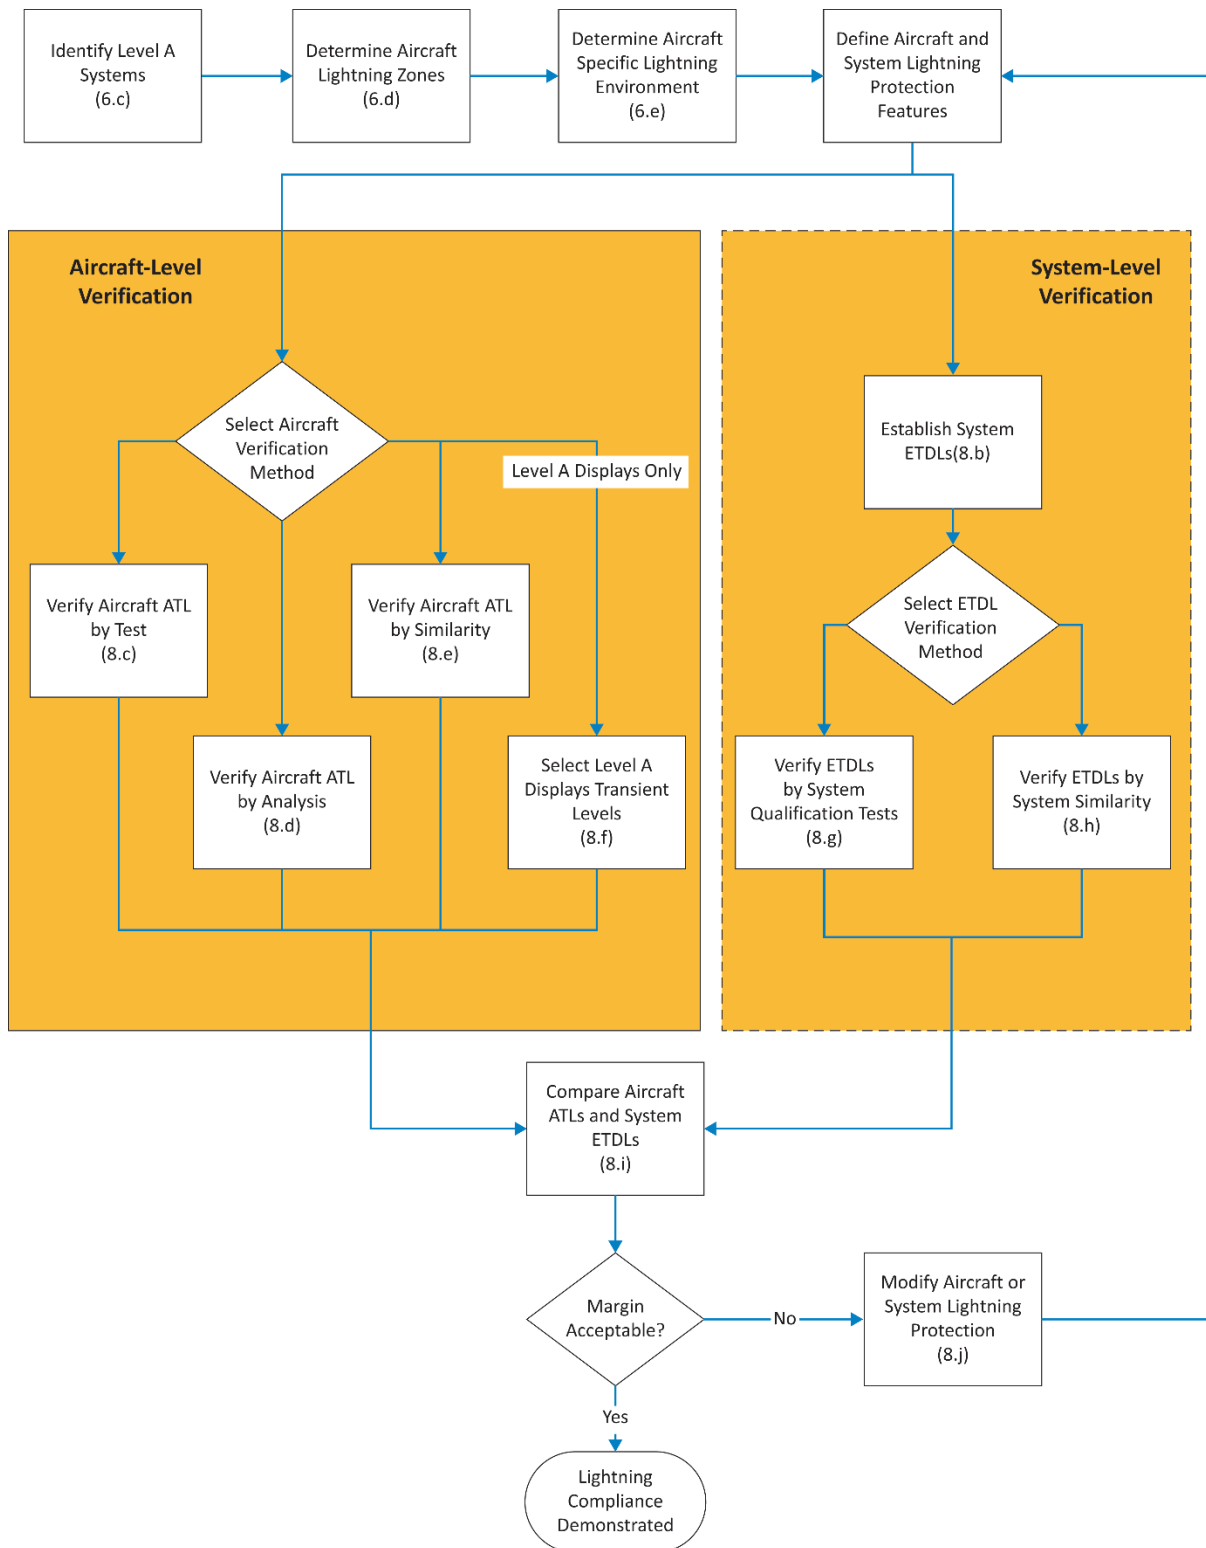 Identify Level A
Systems
(6.c)
Determine Aircraft
Lightning Zones
(6.d)
Determine Aircraft
Specific Lightning
Environment
(6.e)
Define Aircraft and
System Lightning
Protection
Features
Aircraft-Level
Verification
System-Level
Verification
Select Aircraft
Verification
Method
Level A Displays Only
Establish System
ETDLs(8.b)
Verify Aircraft ATL
by Test
(8.c)
Verify Aircraft ATL
by Similarity
(8.e)
Select ETDL
Verification
Method
Verify Aircraft ATL
by Analysis
(8.d)
Select Level A
Displays Transient
Levels
(8.f)
Verify ETDLs
by System
Qualification Tests
(8.g)
Verify ETDLs by
System Similarity
(8.h)
Compare Aircraft
ATLs and System
ETDLs
(8.i)
Margin
Acceptable?
No
Modify Aircraft or
System Lightning
Protection
(8.j)
Yes
Lightning
Compliance
Demonstrated